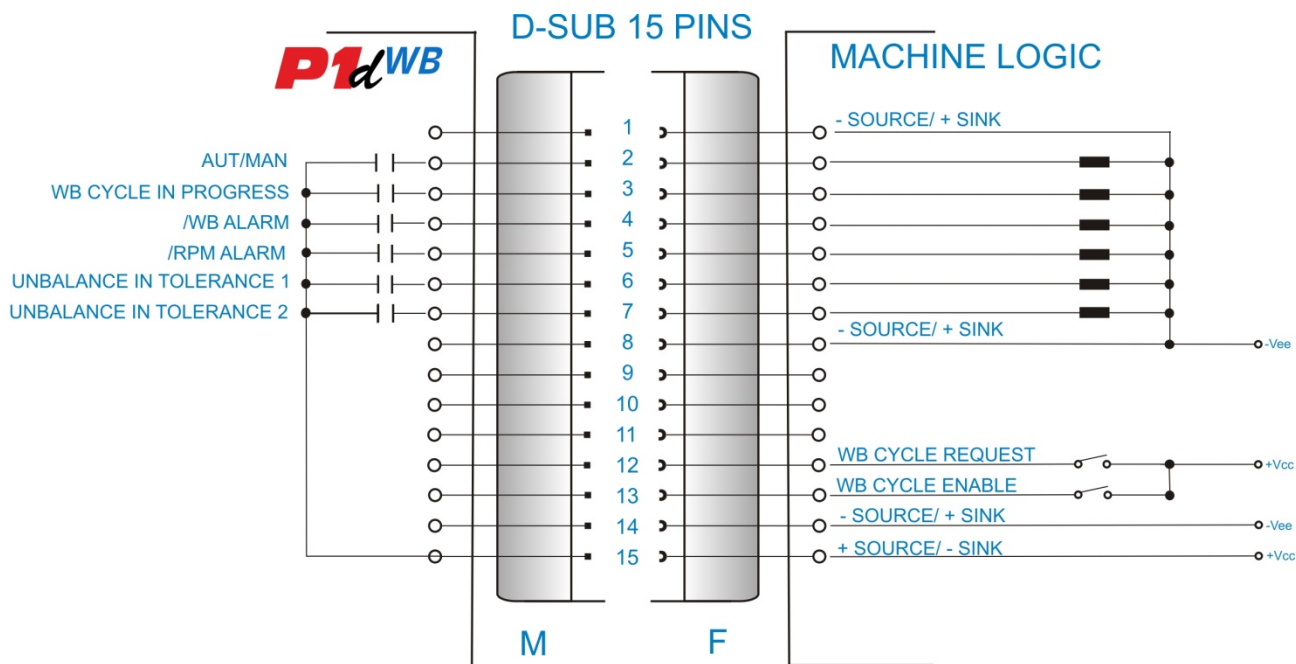 D-SUB 15 PINS
P1dWB
MACHINE LOGIC
1
- SOURCE/ + SINK
AUT/MAN
2
WB CYCLE IN PROGRESS
3
/WB ALARM
4
/RPM ALARM
5
UNBALANCE IN TOLERANCE 1
6
UNBALANCE IN TOLERANCE 2
7
- SOURCE/ + SINK
8
-Vee
9
10
11
WB CYCLE REQUEST
12
+Vcc
WB CYCLE ENABLE
13
- SOURCE/ + SINK
14
-Vee
+ SOURCE/ - SINK
15
+Vcc
M
F